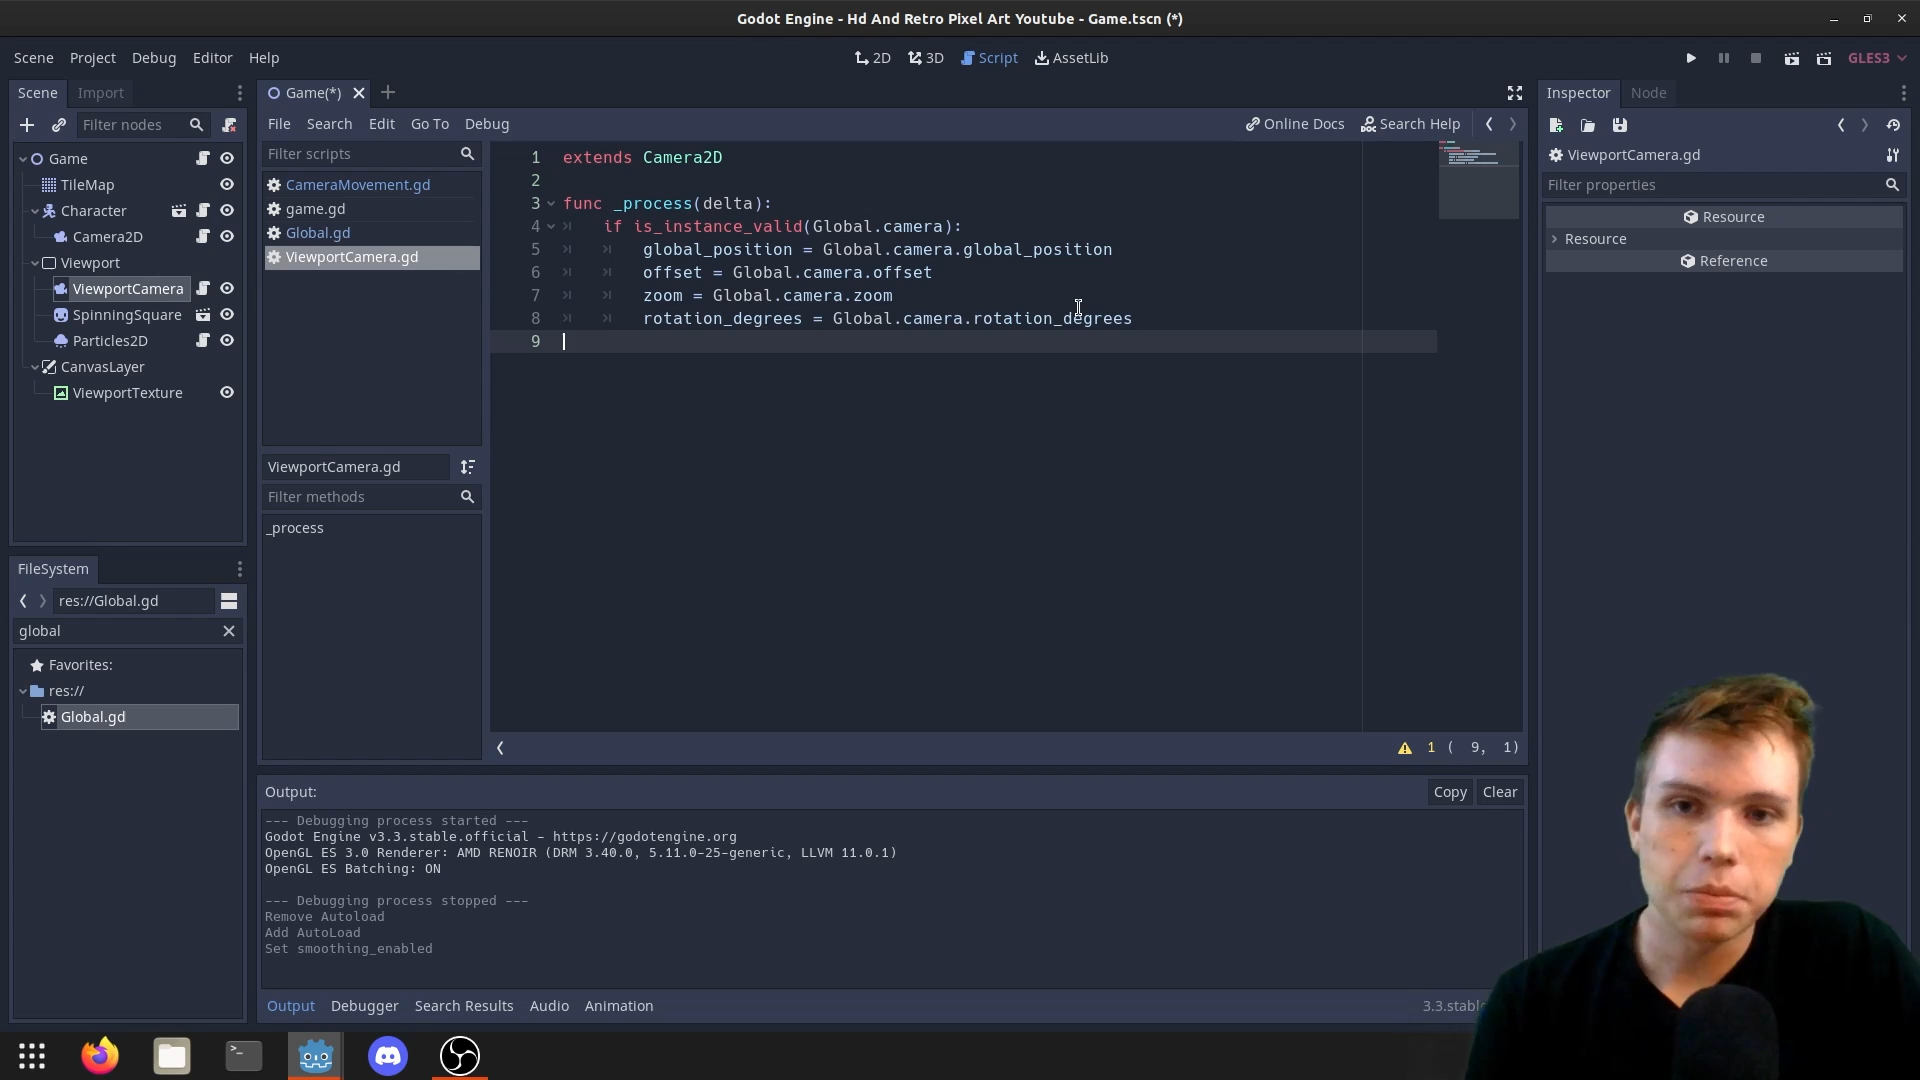 Godot Engine - Hd And Retro Pixel Art Youtube - Game.tscn (*)
Scene Project Debug Editor Help
2D 3D Script AssetLib
GLES3
Scene Import
Filter nodes
Game
TileMap
Character
Camera2D
Viewport
ViewportCamera
SpinningSquare
Particles2D
CanvasLayer
ViewportTexture
FileSystem
res://Global.gd
global
Favorites:
res://
Global.gd
Game(*)
File Search Edit Go To Debug
Online Docs Search Help
Filter scripts
CameraMovement.gd
game.gd
Global.gd
ViewportCamera.gd
ViewportCamera.gd
Filter methods
_process
1 extends Camera2D
2
3 func _process(delta):
4 if is_instance_valid(Global.camera):
5 global_position = Global.camera.global_position
6 offset = Global.camera.offset
7 zoom = Global.camera.zoom
8 rotation_degrees = Global.camera.rotation_degrees
9
1 ( 9, 1)
Output:
Copy Clear
--- Debugging process started ---
Godot Engine v3.3.stable.official - https://godotengine.org
OpenGL ES 3.0 Renderer: AMD RENOIR (DRM 3.40.0, 5.11.0-25-generic, LLVM 11.0.1)
OpenGL ES Batching: ON
--- Debugging process stopped ---
Remove Autoload
Add AutoLoad
Set smoothing_enabled
Output Debugger Search Results Audio Animation
Inspector Node
ViewportCamera.gd
Filter properties
Resource
Resource
Reference